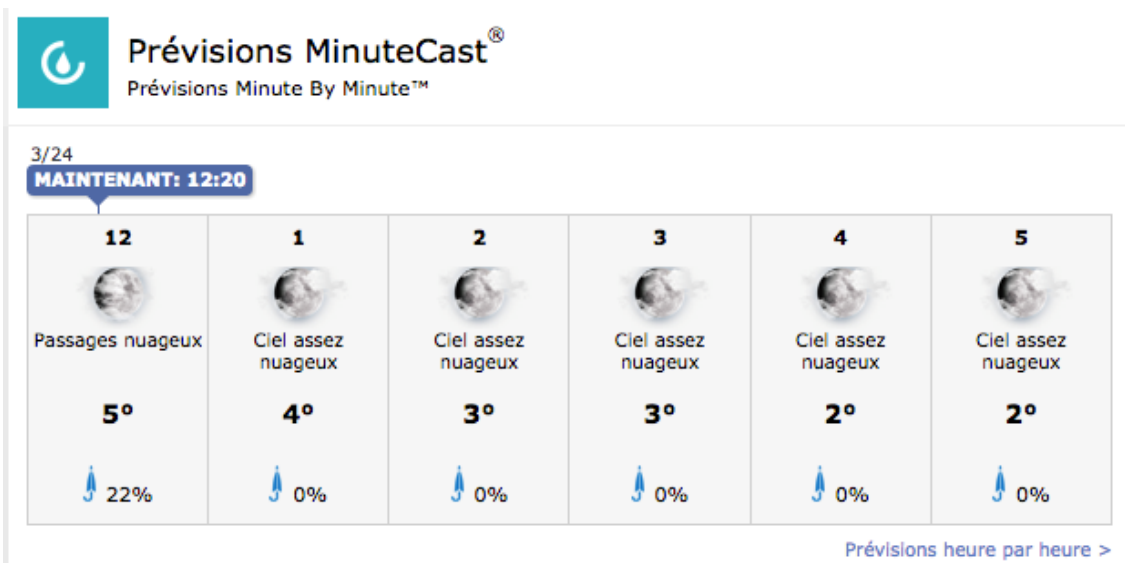 Prévisions MinuteCast®
Prévisions Minute By Minute™
3/24
MAINTENANT: 12:20
12 1 2 3 4 5
Passages nuageux Ciel assez Ciel assez Ciel assez Ciel assez Ciel assez
nuageux nuageux nuageux nuageux nuageux
5° 4° 3° 3° 2° 2°
22% 0% 0% 0% 0% 0%
Prévisions heure par heure >